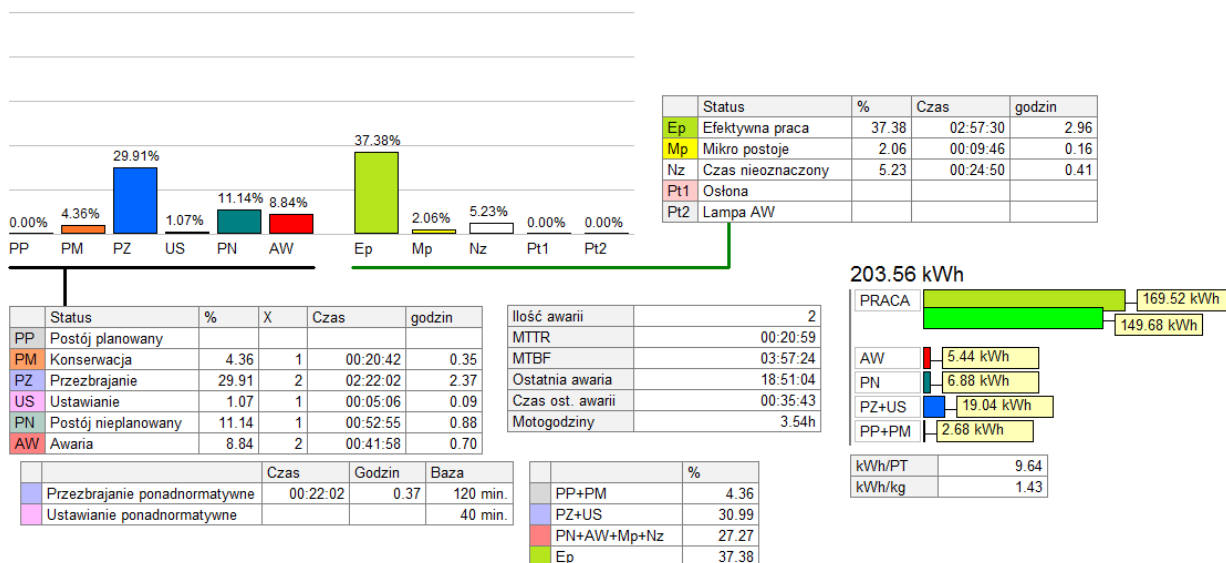 0.00% 4.36% 29.91% 1.07% 11.14% 8.84% 37.38% 2.06% 5.23% 0.00% 0.00%
PP PM PZ US PN AW Ep Mp Nz Pt1 Pt2
Status % Czas godzin
Ep Efektywna praca 37.38 02:57:30 2.96
Mp Mikro postoje 2.06 00:09:46 0.16
Nz Czas nieoznaczony 5.23 00:24:50 0.41
Pt1 Osłona
Pt2 Lampa AW
Status % X Czas godzin
PP Postój planowany
PM Konserwacja 4.36 1 00:20:42 0.35
PZ Przezbrajanie 29.91 2 02:22:02 2.37
US Ustawianie 1.07 1 00:05:06 0.09
PN Postój nieplanowany 11.14 1 00:52:55 0.88
AW Awaria 8.84 2 00:41:58 0.70
Ilość awarii 2
MTTR 00:20:59
MTBF 03:57:24
Ostatnia awaria 18:51:04
Czas ost. awarii 00:35:43
Motogodziny 3.54h
203.56 kWh
PRACA 169.52 kWh
149.68 kWh
AW 5.44 kWh
PN 6.88 kWh
PZ+US 19.04 kWh
PP+PM 2.68 kWh
kWh/PT 9.64
kWh/kg 1.43
Czas Godzin Baza
Przezbrajanie ponadnormatywne 00:22:02 0.37 120 min.
Ustawianie ponadnormatywne 40 min.
%
PP+PM 4.36
PZ+US 30.99
PN+AW+Mp+Nz 27.27
Ep 37.38